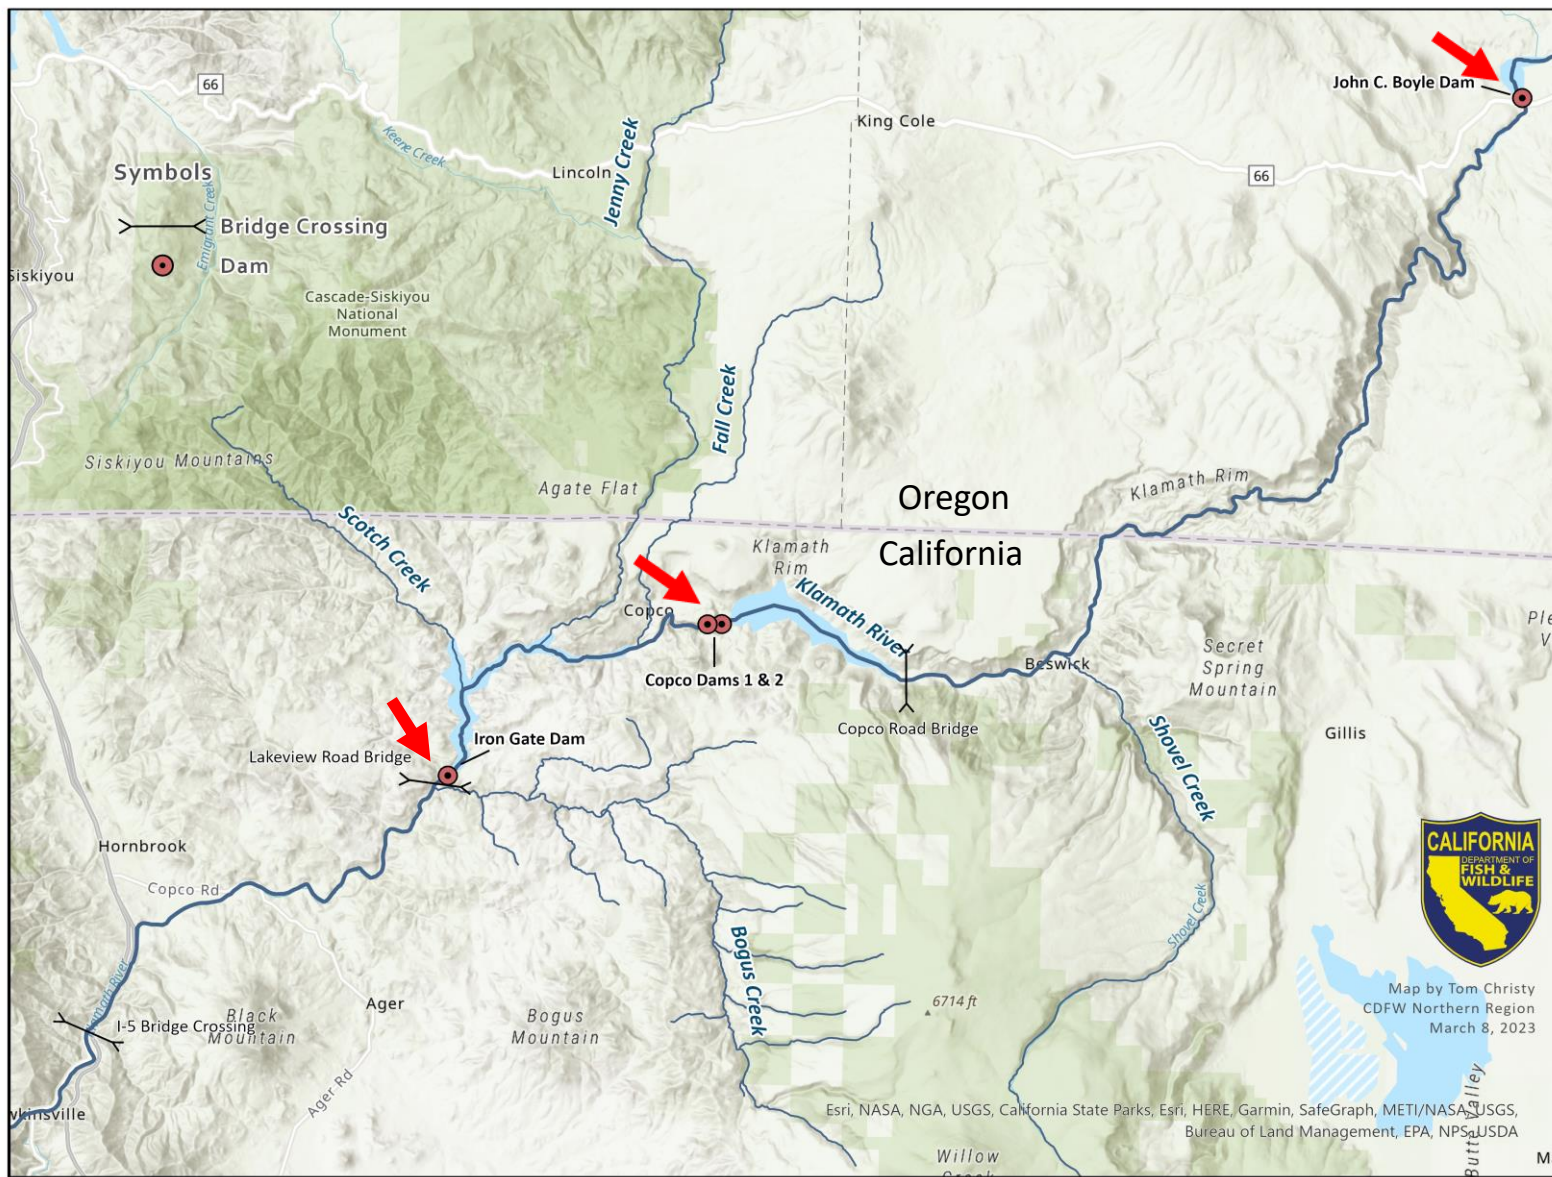 66
John C. Boyle Dam
King Cole
Keene Creek
Jenny Creek
Lincoln
66
Symbols
Bridge Crossing
Dam
Emigrant Creek
Siskiyou
Cascade-Siskiyou
National
Monument
Fall Creek
Siskiyou Mountains
Agate Flat
Klamath Rim
Oregon
California
Scotch Creek
Klamath
Rim
Klamath River
Copco
Copco Dams 1 & 2
Beswick
Secret
Spring
Mountain
Copco Road Bridge
Iron Gate Dam
Lakeview Road Bridge
Shovel Creek
Gillis
Hornbrook
Copco Rd
CALIFORNIA
DEPARTMENT OF
FISH &
WILDLIFE
Shovel Creek
Bogus Creek
Ager
6714 ft
Map by Tom Christy
CDFW Northern Region
March 8, 2023
I-5 Bridge Crossing
Black
Mountain
Bogus
Mountain
Ager Rd
Esri, NASA, NGA, USGS, California State Parks, Esri, HERE, Garmin, SafeGraph, METI/NASA, USGS,
Bureau of Land Management, EPA, NPS, USDA
Butte Valley
Willow